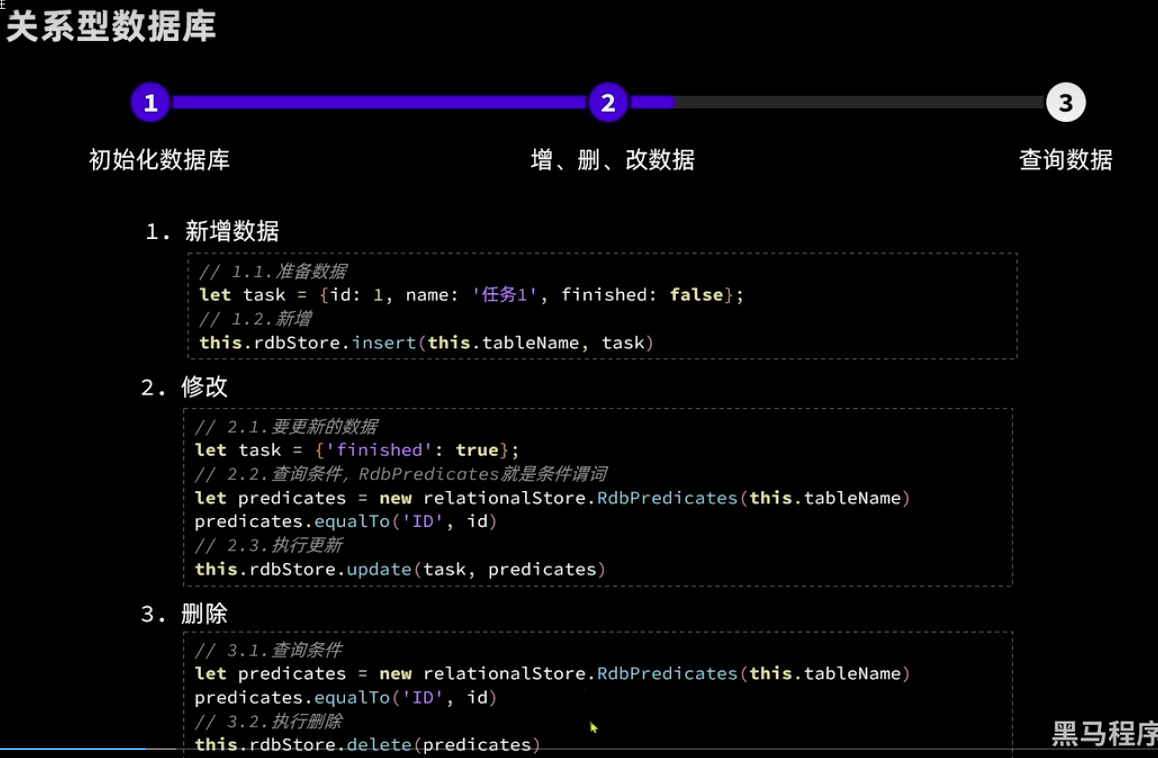 关系型数据库
1
2
3
初始化数据库
增、删、改数据
查询数据
1. 新增数据
// 1.1.准备数据
let task = {id: 1, name: '任务1', finished: false};
// 1.2.新增
this.rdbStore.insert(this.tableName, task)
2. 修改
// 2.1.要更新的数据
let task = {'finished': true};
// 2.2.查询条件, RdbPredicates就是条件谓词
let predicates = new relationalStore.RdbPredicates(this.tableName)
predicates.equalTo('ID', id)
// 2.3.执行更新
this.rdbStore.update(task, predicates)
3. 删除
// 3.1.查询条件
let predicates = new relationalStore.RdbPredicates(this.tableName)
predicates.equalTo('ID', id)
// 3.2.执行删除
this.rdbStore.delete(predicates)
黑马程序